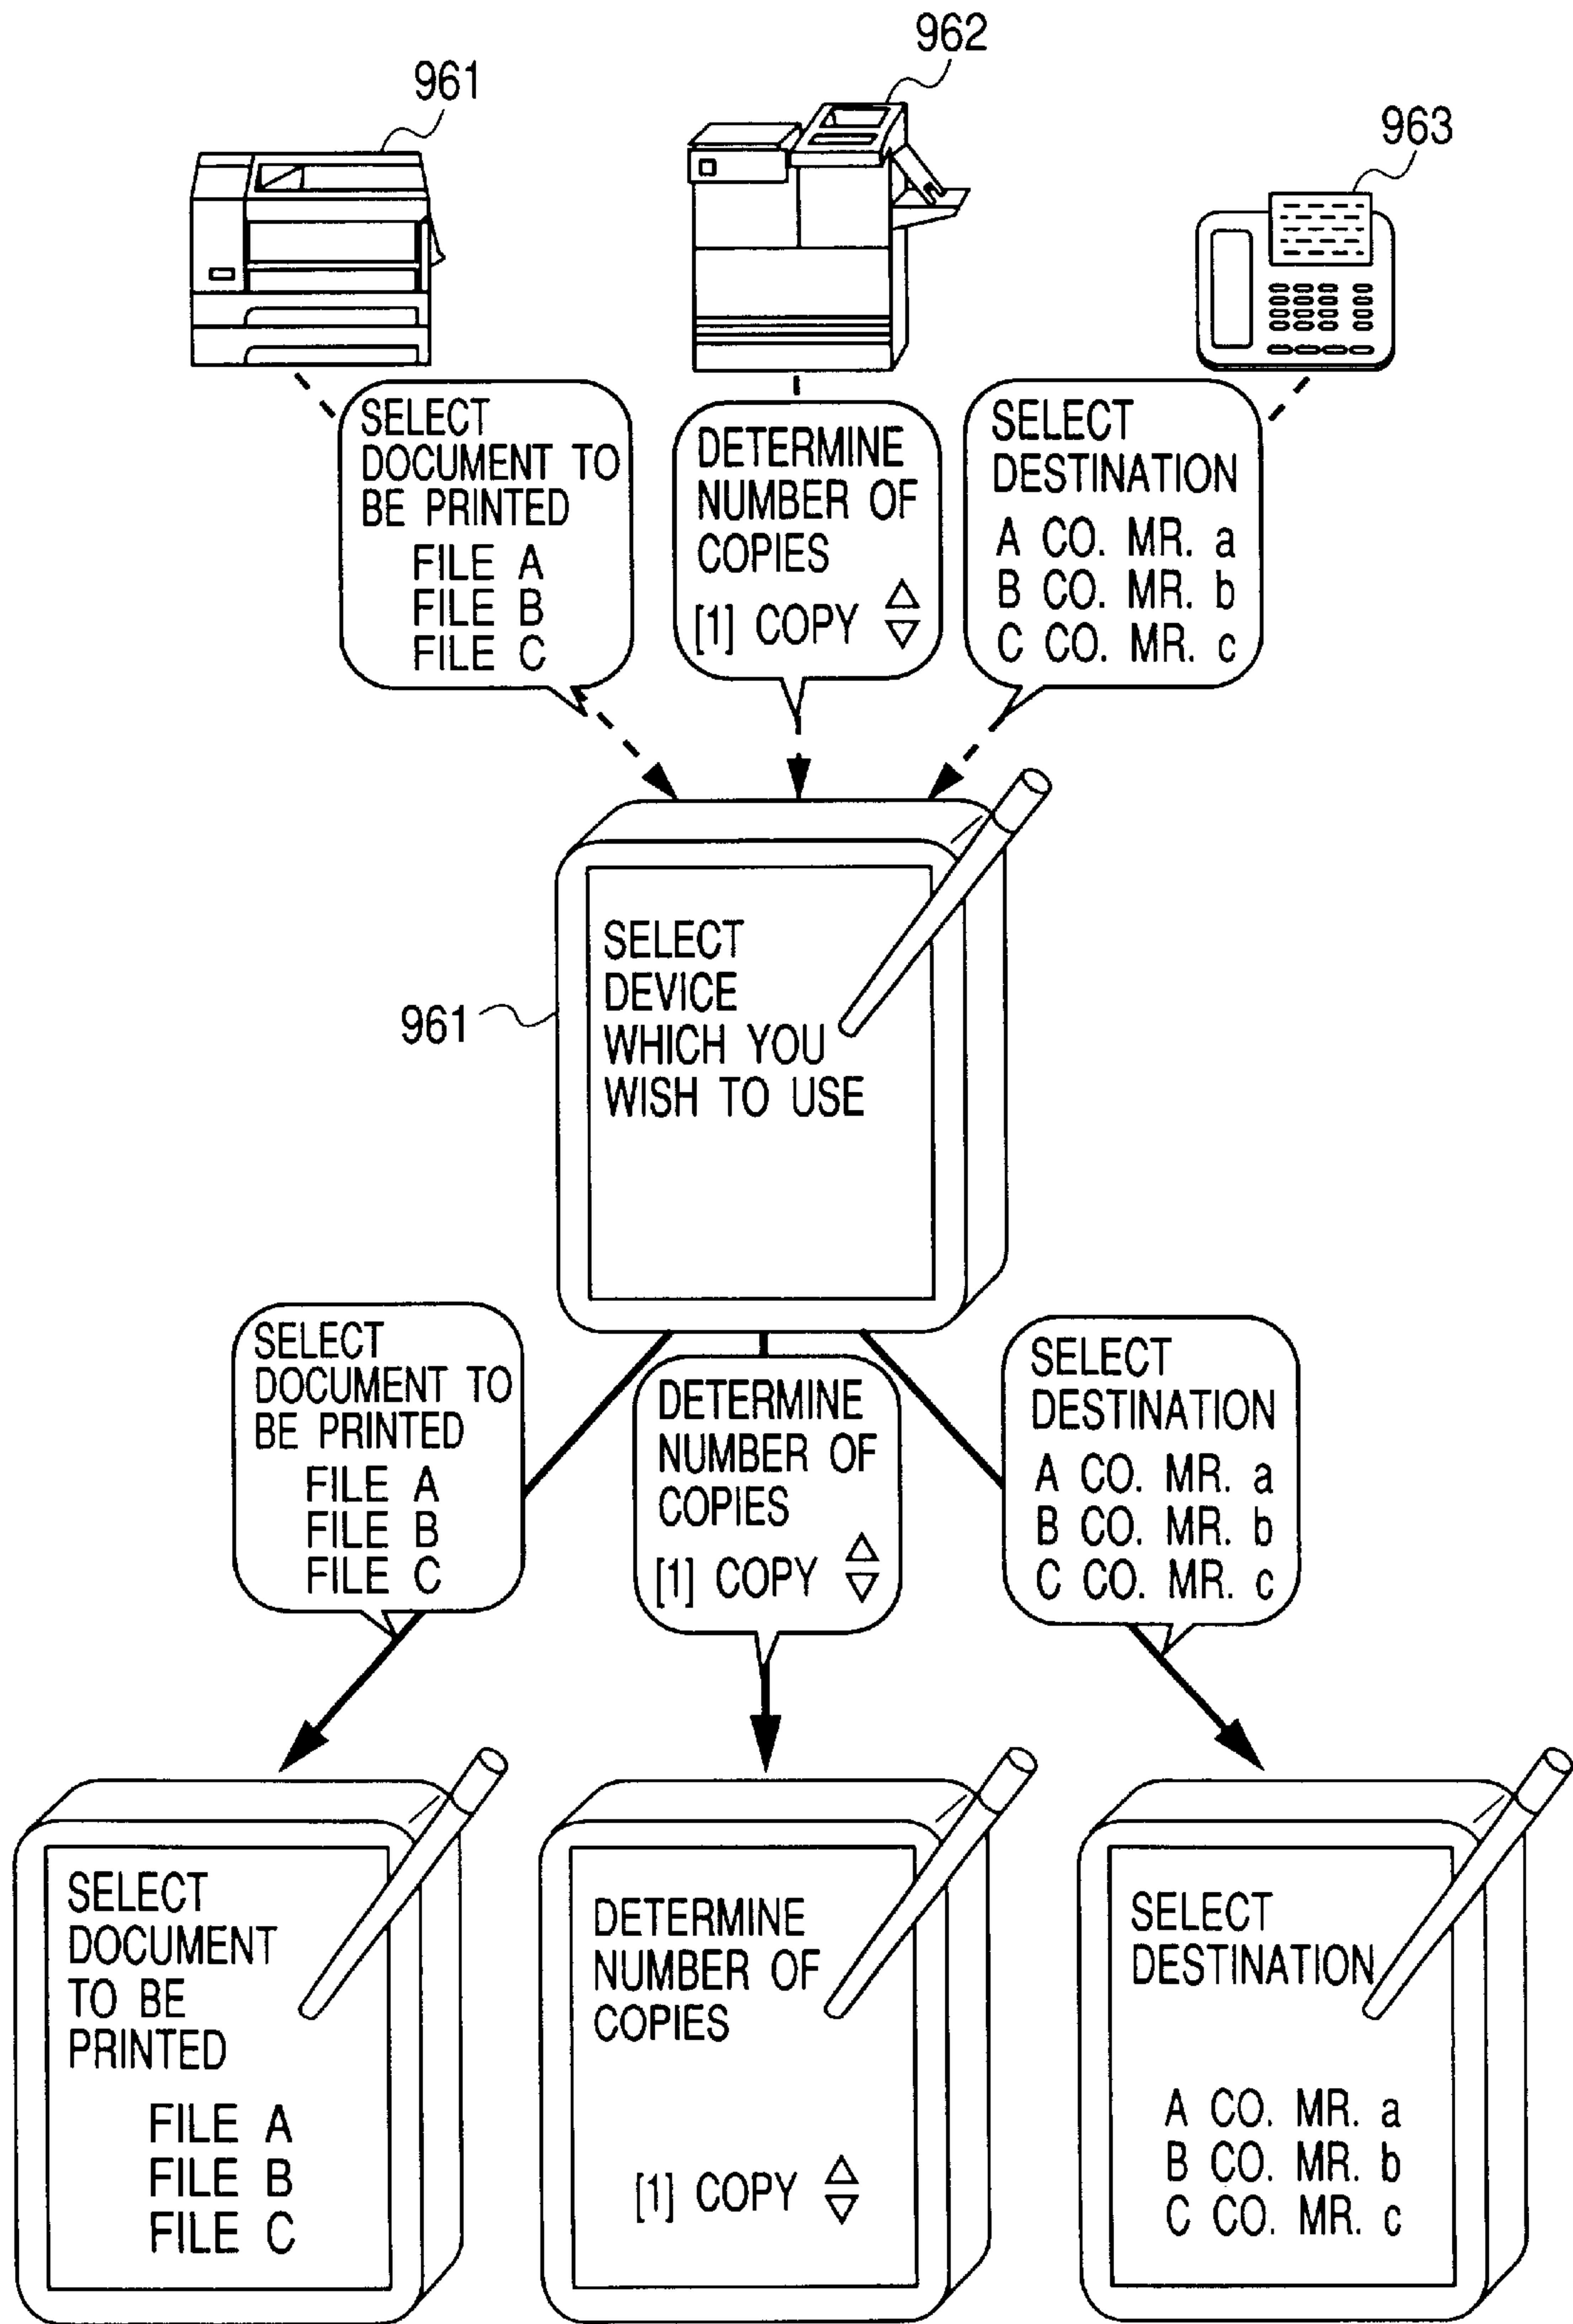 962
961
963
SELECT
DOCUMENT TO
BE PRINTED
FILE A
FILE B
FILE C
DETERMINE
NUMBER OF
COPIES
[1] COPY △▽
SELECT
DESTINATION
A CO. MR. a
B CO. MR. b
C CO. MR. c
SELECT
DEVICE
WHICH YOU
WISH TO USE
961
SELECT
DOCUMENT TO
BE PRINTED
FILE A
FILE B
FILE C
DETERMINE
NUMBER OF
COPIES
[1] COPY △▽
SELECT
DESTINATION
A CO. MR. a
B CO. MR. b
C CO. MR. c
SELECT
DOCUMENT
TO BE
PRINTED
FILE A
FILE B
FILE C
DETERMINE
NUMBER OF
COPIES
[1] COPY △▽
SELECT
DESTINATION
A CO. MR. a
B CO. MR. b
C CO. MR. c